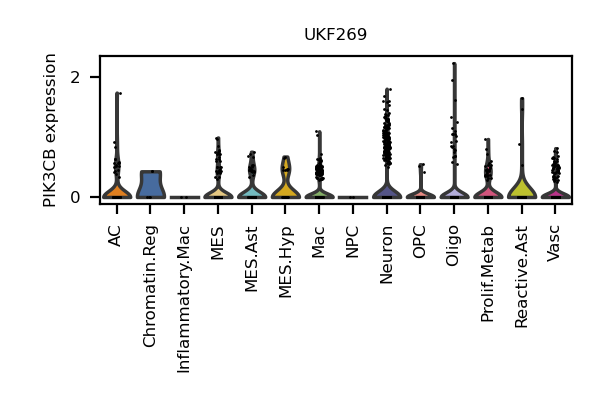 UKF269
PIK3CB expression
2
0
AC
Chromatin.Reg
Inflammatory.Mac
MES
MES.Ast
MES.Hyp
Mac
NPC
Neuron
OPC
Oligo
Prolif.Metab
Reactive.Ast
Vasc